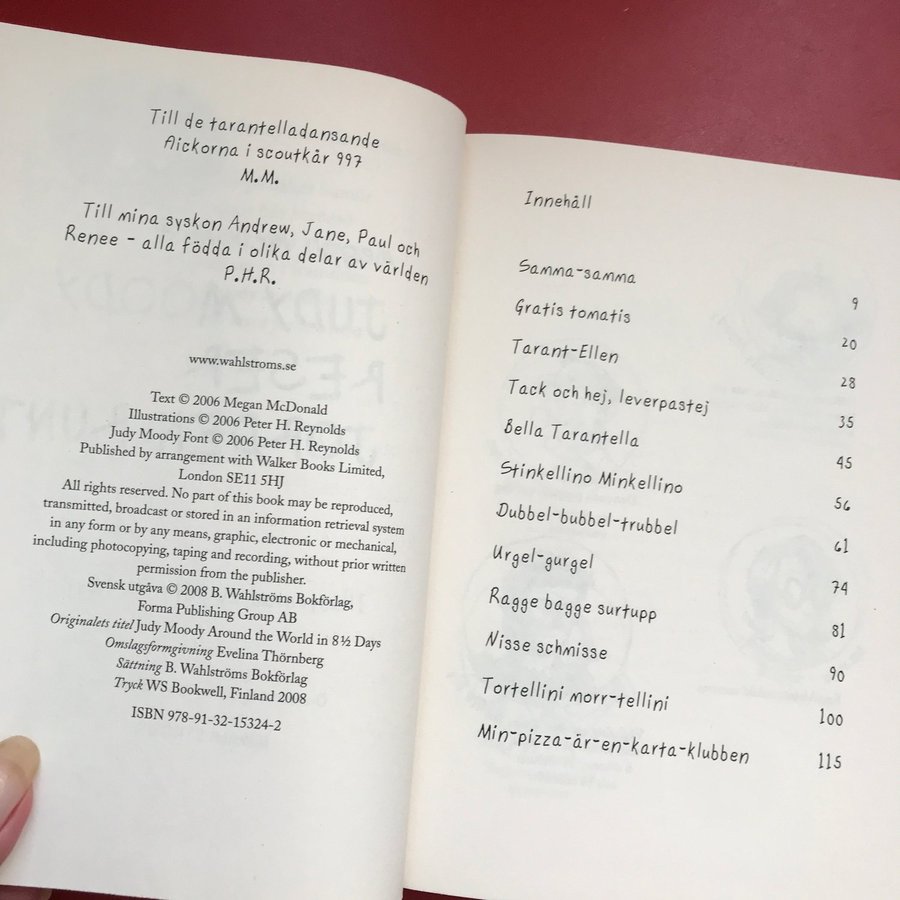 Till de tarantelladansande
Aickorna i scoutkår 997
M.M.
Till mina syskon Andrew, Jane, Paul och
Renee - alla födda i olika delar av världen
P.H.R.
www.wahlstroms.se
Text © 2006 Megan McDonald
Illustrations © 2006 Peter H. Reynolds
Judy Moody Font © 2006 Peter H. Reynolds
Published by arrangement with Walker Books Limited,
London SE11 5HJ
All rights reserved. No part of this book may be reproduced,
transmitted, broadcast or stored in an information retrieval system
in any form or by any means, graphic, electronic or mechanical,
including photocopying, taping and recording, without prior written
permission from the publisher.
Svensk utgåva © 2008 B. Wahlströms Bokförlag,
Forma Publishing Group AB
Originalets titel Judy Moody Around the World in 8½ Days
Omslagsformgivning Evelina Thörnberg
Sättning B. Wahlströms Bokförlag
Tryck WS Bookwell, Finland 2008
ISBN 978-91-32-15324-2
Innehåll
Samma-samma 9
Gratis tomatis 20
Tarant-Ellen 28
Tack och hej, leverpastej 35
Bella Tarantella 45
Stinkellino Minkellino 56
Dubbel-bubbel-trubbel 61
Urgel-gurgel 74
Ragge bagge surtupp 81
Nisse schmisse 90
Tortellini morr-tellini 100
Min-pizza-är-en-karta-klubben 115